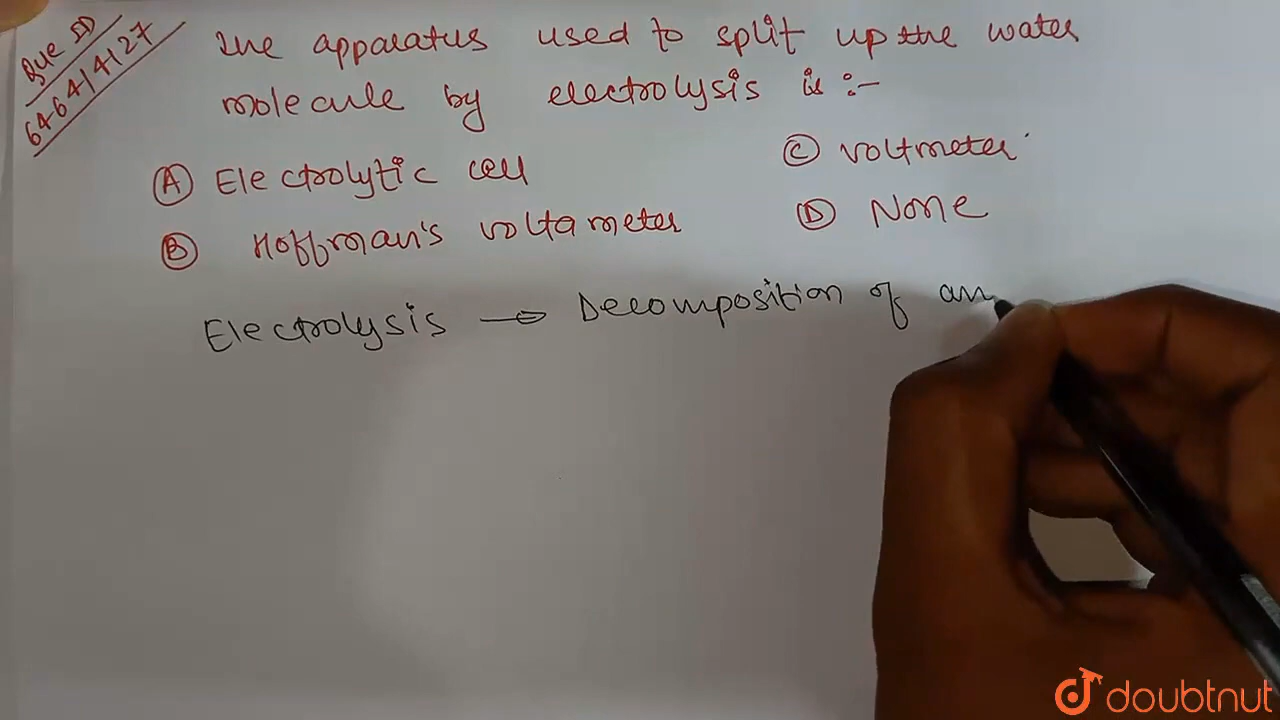 Que ID
646414127
The apparatus used to split up the water
molecule by electrolysis is :-
(A) Electrolytic cell
(C) voltmeter
(B) Hoffman's voltameter
(D) None
Electrolysis → Decomposition of an
doubtnut